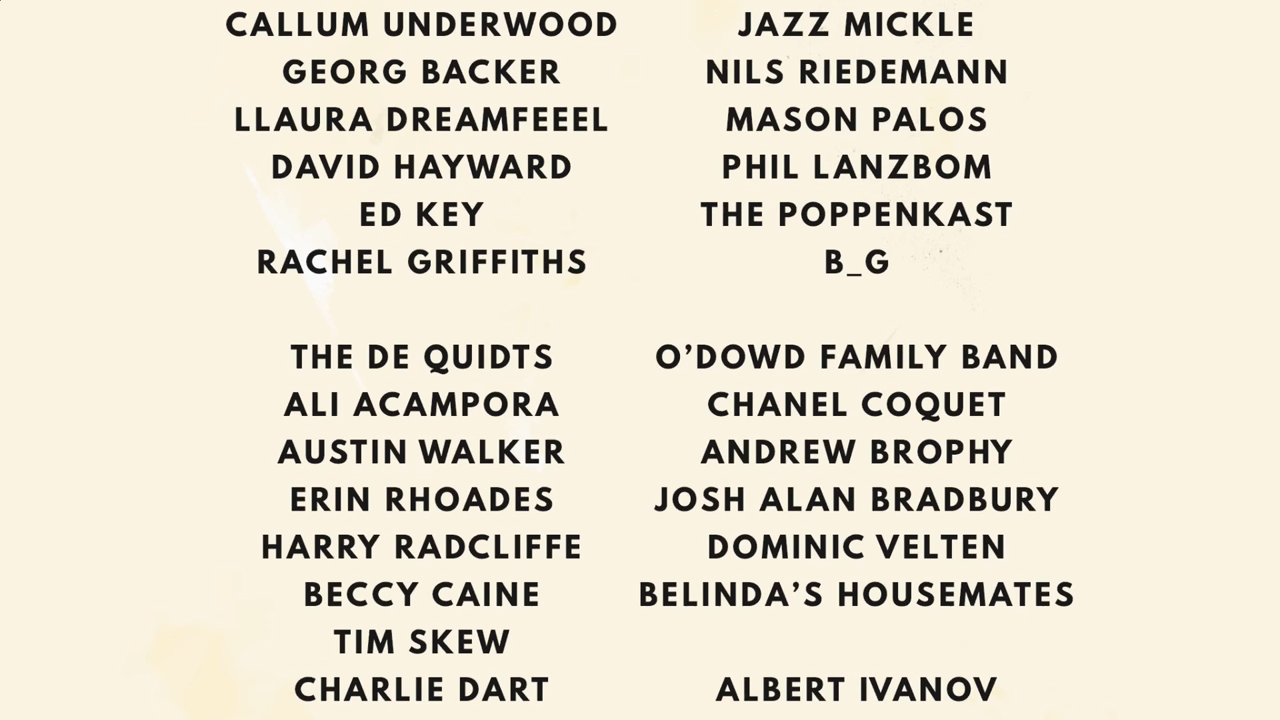 CALLUM UNDERWOOD
GEORG BACKER
LLAURA DREAMFEEEL
DAVID HAYWARD
ED KEY
RACHEL GRIFFITHS
THE DE QUIDTS
ALI ACAMPORA
AUSTIN WALKER
ERIN RHOADES
HARRY RADCLIFFE
BECCY CAINE
TIM SKEW
CHARLIE DART
JAZZ MICKLE
NILS RIEDEMANN
MASON PALOS
PHIL LANZBOM
THE POPPENKAST
B_G
O’DOWD FAMILY BAND
CHANEL COQUET
ANDREW BROPHY
JOSH ALAN BRADBURY
DOMINIC VELTEN
BELINDA’S HOUSEMATES
ALBERT IVANOV